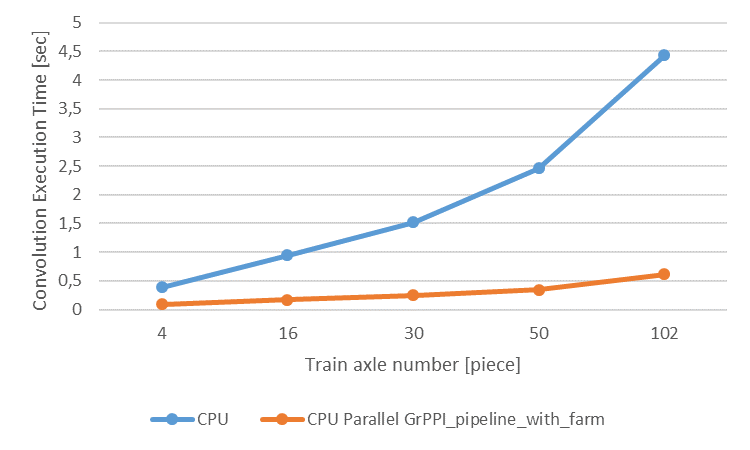 Convolution Execution Time [sec]
5
4,5
4
3,5
3
2,5
2
1,5
1
0,5
0
4 16 30 50 102
Train axle number [piece]
CPU CPU Parallel GrPPI_pipeline_with_farm